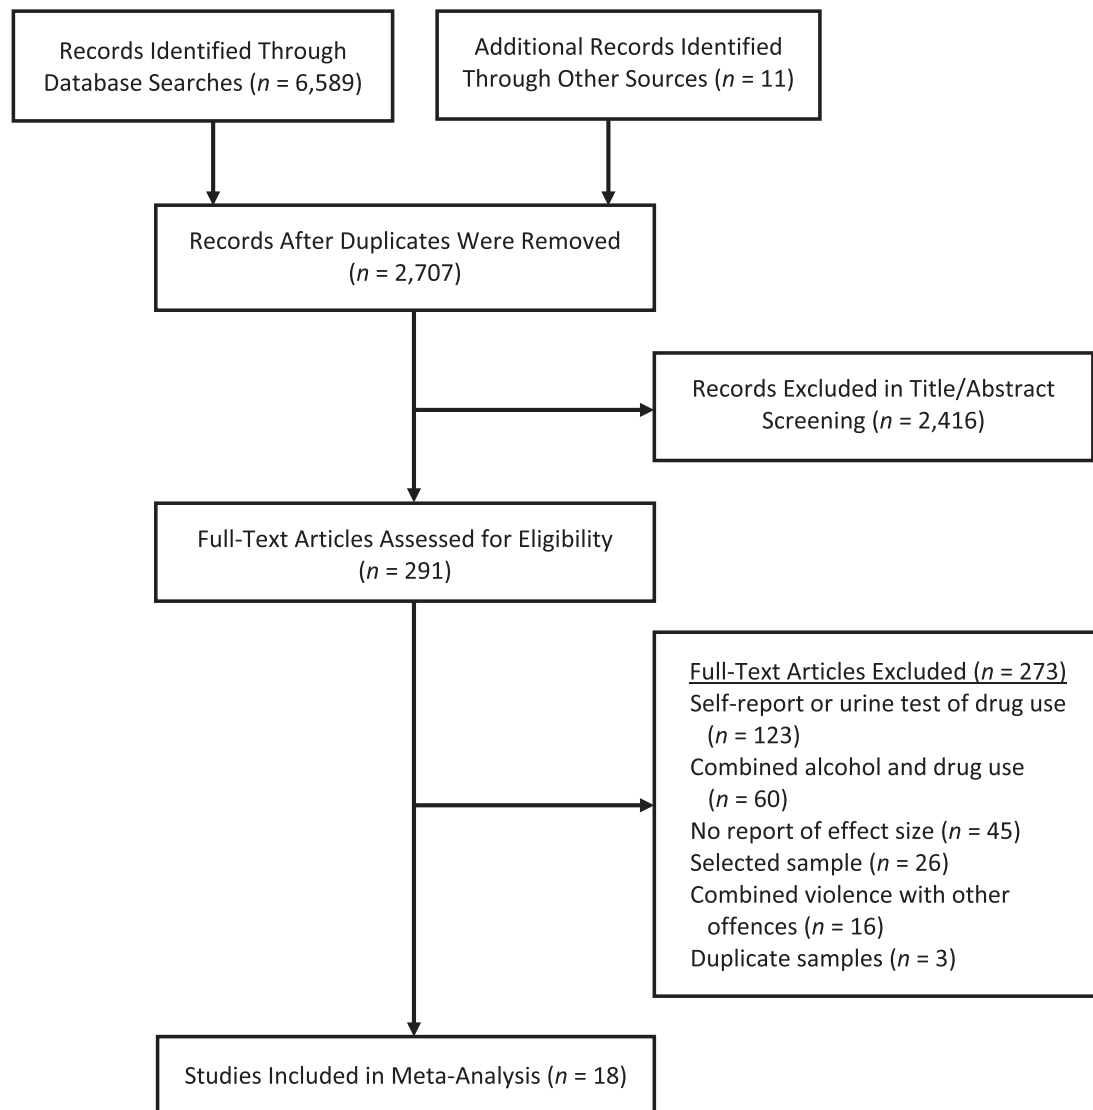 Records Identified Through
Database Searches (n = 6,589)
Additional Records Identified
Through Other Sources (n = 11)
Records After Duplicates Were Removed
(n = 2,707)
Records Excluded in Title/Abstract
Screening (n = 2,416)
Full-Text Articles Assessed for Eligibility
(n = 291)
Full-Text Articles Excluded (n = 273)
Self-report or urine test of drug use
(n = 123)
Combined alcohol and drug use
(n = 60)
No report of effect size (n = 45)
Selected sample (n = 26)
Combined violence with other
offences (n = 16)
Duplicate samples (n = 3)
Studies Included in Meta-Analysis (n = 18)